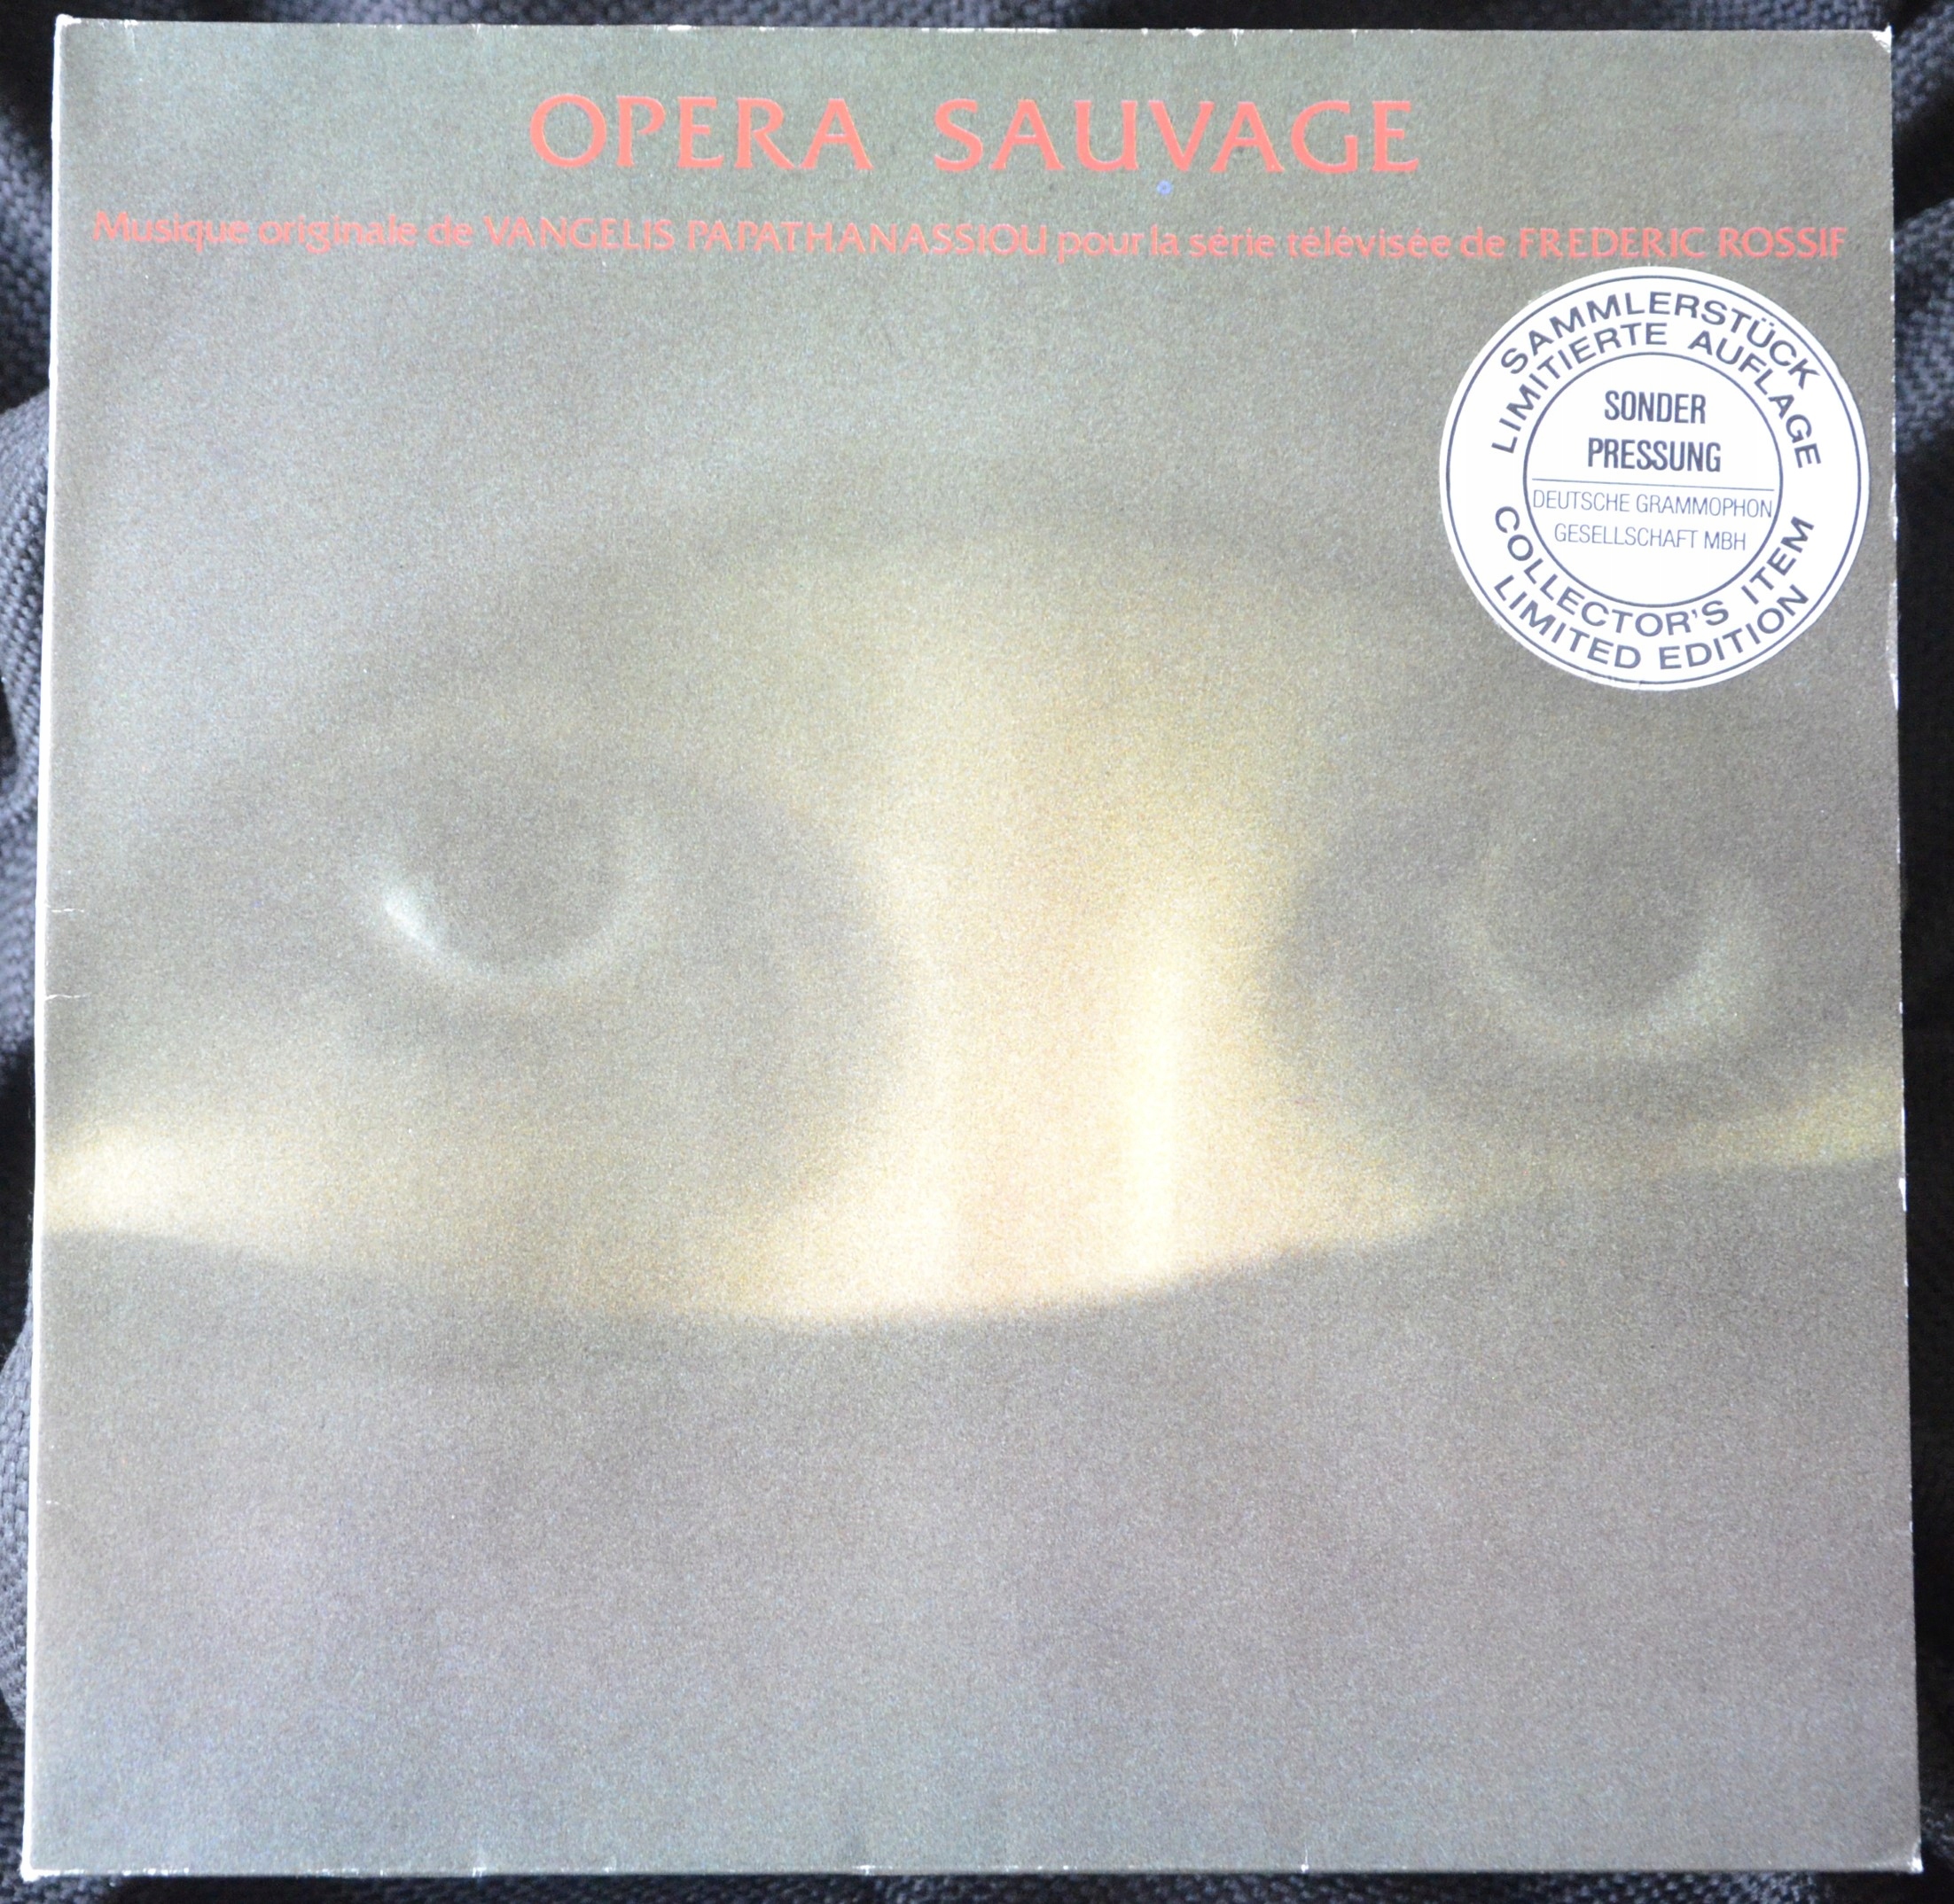 OPERA SAUVAGE
Musique originale de VANGELIS PAPATHANASSIOU pour la série télévisée de FREDERIC ROSSIF
SAMMLERSTÜCK
LIMITIERTE AUFLAGE
SONDER
PRESSUNG
DEUTSCHE GRAMMOPHON
GESELLSCHAFT MBH
COLLECTOR'S ITEM
LIMITED EDITION